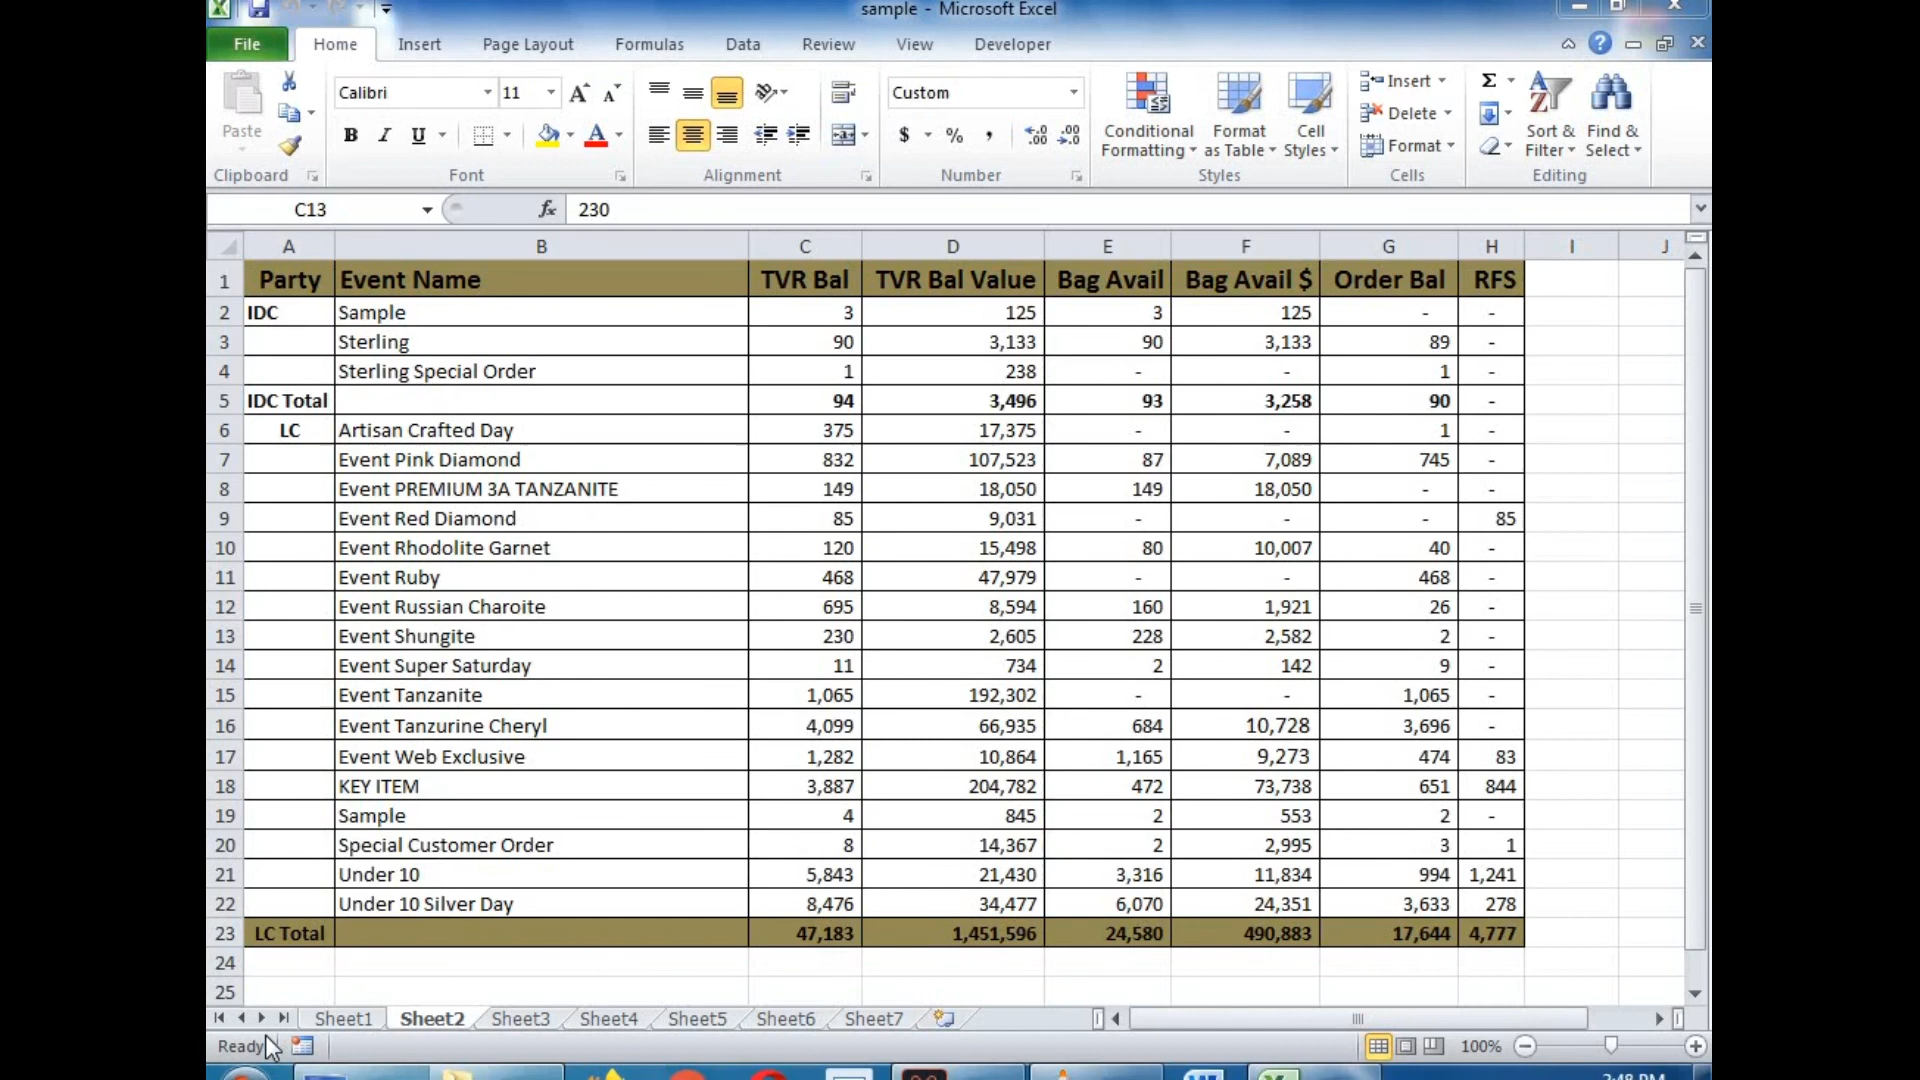 sample - Microsoft Excel
File Home Insert Page Layout Formulas Data Review View Developer
Paste
Clipboard
Calibri 11
B I U
Font
Alignment
Custom
$ % ,
Number
Conditional Formatting
Format as Table
Cell Styles
Styles
Insert
Delete
Format
Cells
Sort & Filter
Find & Select
Editing
C13 fx 230
A B C D E F G H I J
1 Party Event Name TVR Bal TVR Bal Value Bag Avail Bag Avail $ Order Bal RFS
2 IDC Sample 3 125 3 125 - -
3 Sterling 90 3,133 90 3,133 89 -
4 Sterling Special Order 1 238 - - 1 -
5 IDC Total 94 3,496 93 3,258 90 -
6 LC Artisan Crafted Day 375 17,375 - - 1 -
7 Event Pink Diamond 832 107,523 87 7,089 745 -
8 Event PREMIUM 3A TANZANITE 149 18,050 149 18,050 - -
9 Event Red Diamond 85 9,031 - - - 85
10 Event Rhodolite Garnet 120 15,498 80 10,007 40 -
11 Event Ruby 468 47,979 - - 468 -
12 Event Russian Charoite 695 8,594 160 1,921 26 -
13 Event Shungite 230 2,605 228 2,582 2 -
14 Event Super Saturday 11 734 2 142 9 -
15 Event Tanzanite 1,065 192,302 - - 1,065 -
16 Event Tanzurine Cheryl 4,099 66,935 684 10,728 3,696 -
17 Event Web Exclusive 1,282 10,864 1,165 9,273 474 83
18 KEY ITEM 3,887 204,782 472 73,738 651 844
19 Sample 4 845 2 553 2 -
20 Special Customer Order 8 14,367 2 2,995 3 1
21 Under 10 5,843 21,430 3,316 11,834 994 1,241
22 Under 10 Silver Day 8,476 34,477 6,070 24,351 3,633 278
23 LC Total 47,183 1,451,596 24,580 490,883 17,644 4,777
24
25
Sheet1 Sheet2 Sheet3 Sheet4 Sheet5 Sheet6 Sheet7
Ready 100%